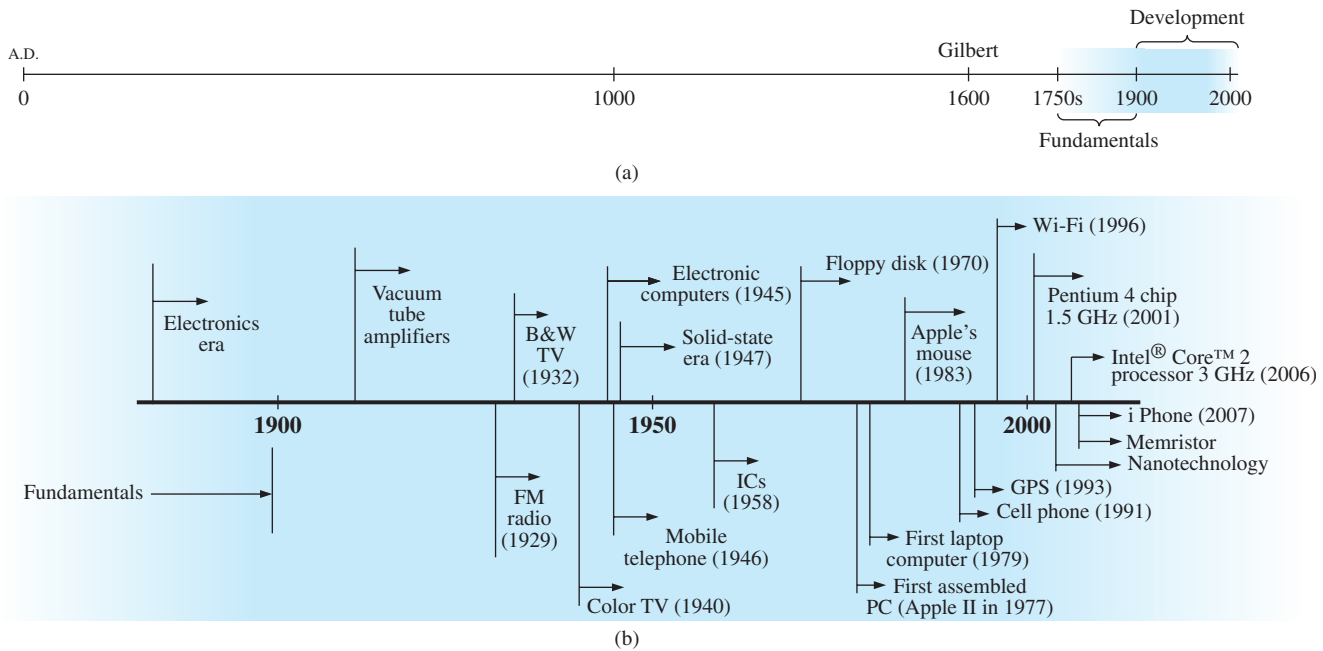 Development
A.D.
Gilbert
0
1000
1600
1750s
1900
2000
Fundamentals
(a)
Wi-Fi (1996)
Floppy disk (1970)
Electronic
computers (1945)
Pentium 4 chip
1.5 GHz (2001)
Vacuum
tube
amplifiers
Electronics
era
B&W
TV
(1932)
Solid-state
era (1947)
Apple's
mouse
(1983)
Intel® Core™ 2
processor 3 GHz (2006)
1900
1950
2000
i Phone (2007)
Memristor
Nanotechnology
Fundamentals
FM
radio
(1929)
ICs
(1958)
GPS (1993)
Cell phone (1991)
Mobile
telephone (1946)
First laptop
computer (1979)
Color TV (1940)
First assembled
PC (Apple II in 1977)
(b)